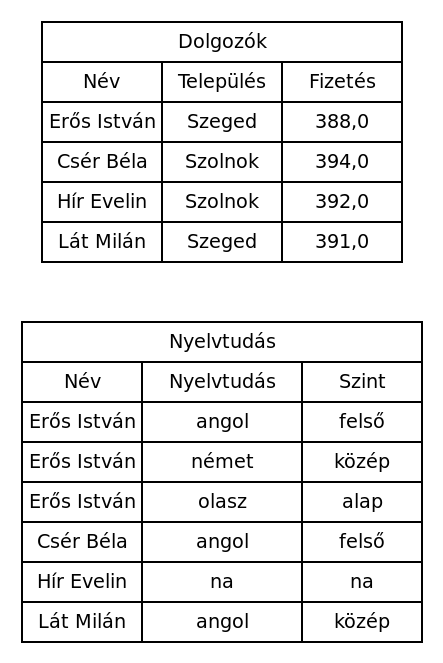 Dolgozók
Név Település Fizetés
Erős István Szeged 388,0
Csér Béla Szolnok 394,0
Hír Evelin Szolnok 392,0
Lát Milán Szeged 391,0
Nyelvtudás
Név Nyelvtudás Szint
Erős István angol felső
Erős István német közép
Erős István olasz alap
Csér Béla angol felső
Hír Evelin na na
Lát Milán angol közép